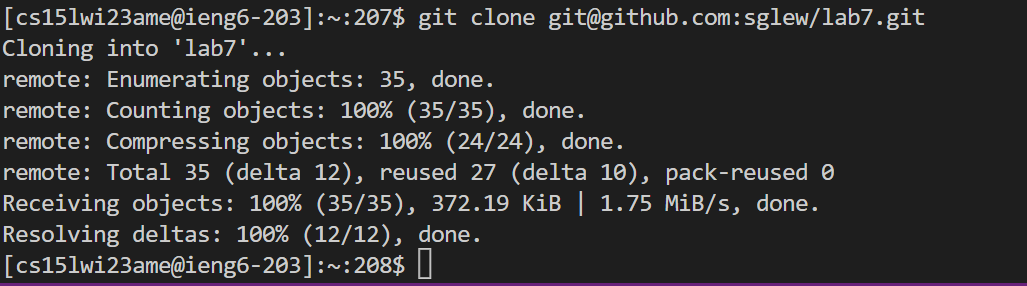 [cs15lwi23ame@ieng6-203]:~:207$ git clone git@github.com:sglew/lab7.git
Cloning into 'lab7'...
remote: Enumerating objects: 35, done.
remote: Counting objects: 100% (35/35), done.
remote: Compressing objects: 100% (24/24), done.
remote: Total 35 (delta 12), reused 27 (delta 10), pack-reused 0
Receiving objects: 100% (35/35), 372.19 KiB | 1.75 MiB/s, done.
Resolving deltas: 100% (12/12), done.
[cs15lwi23ame@ieng6-203]:~:208$